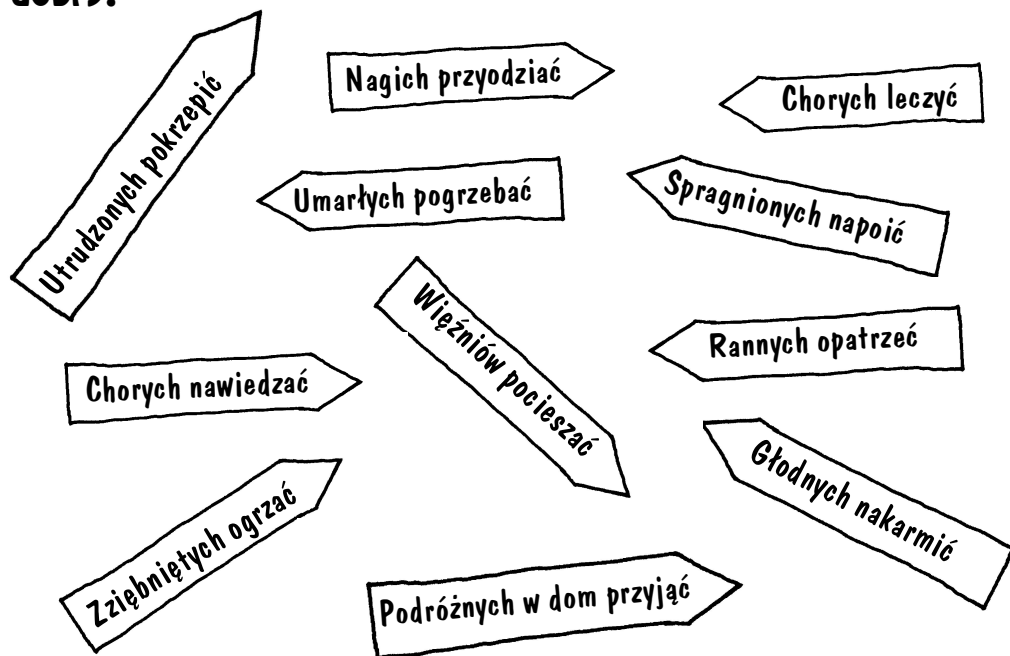 Utrudzonych pokrzepić
Nagich przyodziać
Chorych leczyć
Umarłych pogrzebać
Spragnionych napoić
Więźniów pocieszać
Rannych opatrzeć
Chorych nawiedzać
Głodnych nakarmić
Zziębniętych ogrzać
Podróżnych w dom przyjąć